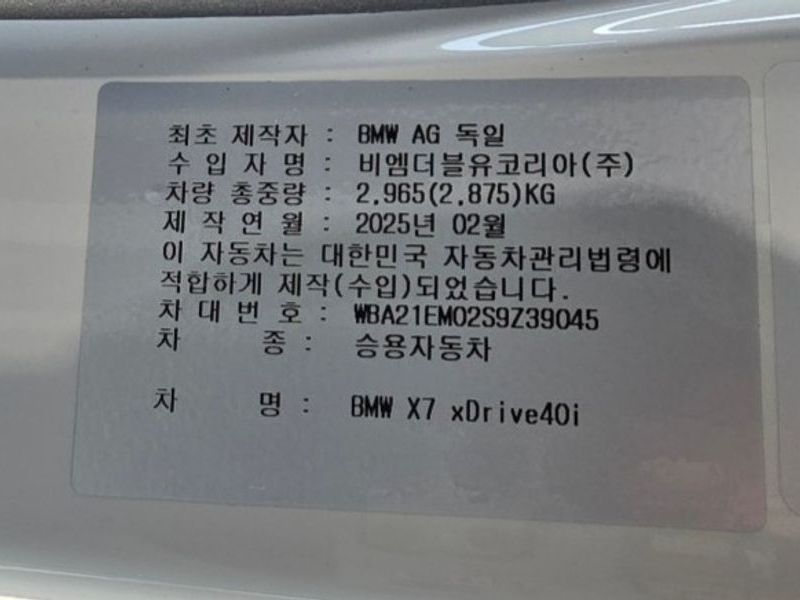 최초 제작자 : BMW AG 독일
수 입 자 명 : 비엠더블유코리아(주)
차량 총중량 : 2,965(2,875)KG
제 작 연 월 : 2025년 02월
이 자동차는 대한민국 자동차관리법령에
적합하게 제작(수입)되었습니다.
차 대 번 호 : WBA21EM02S9Z39045
차 종 : 승용자동차
차 명 : BMW X7 xDrive40i